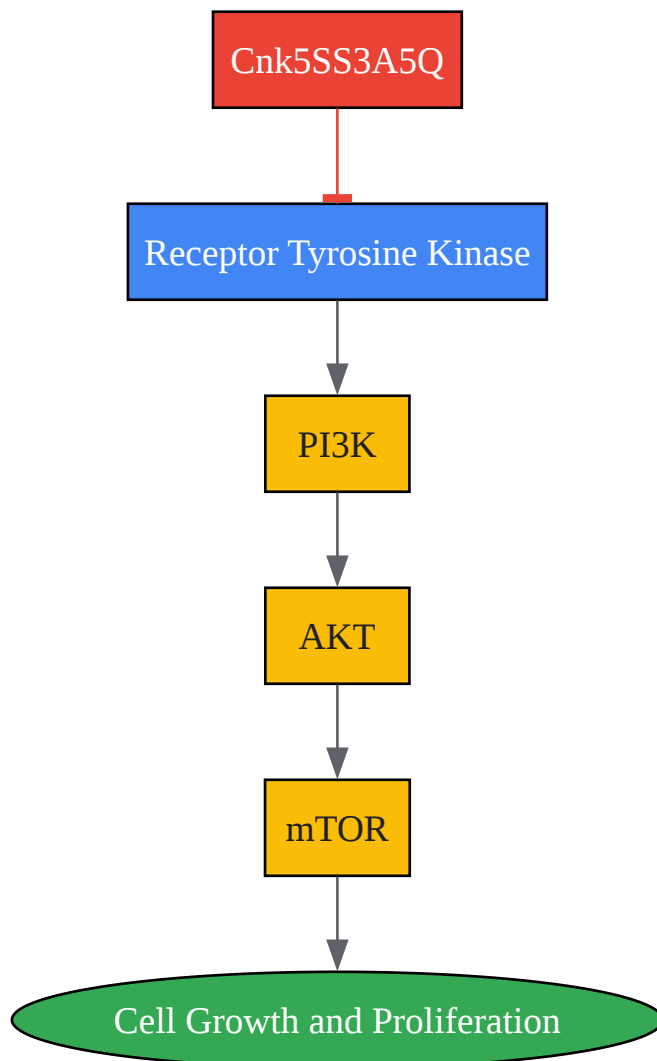 Cnk5SS3A5Q
Receptor Tyrosine Kinase
PI3K
AKT
mTOR
Cell Growth and Proliferation